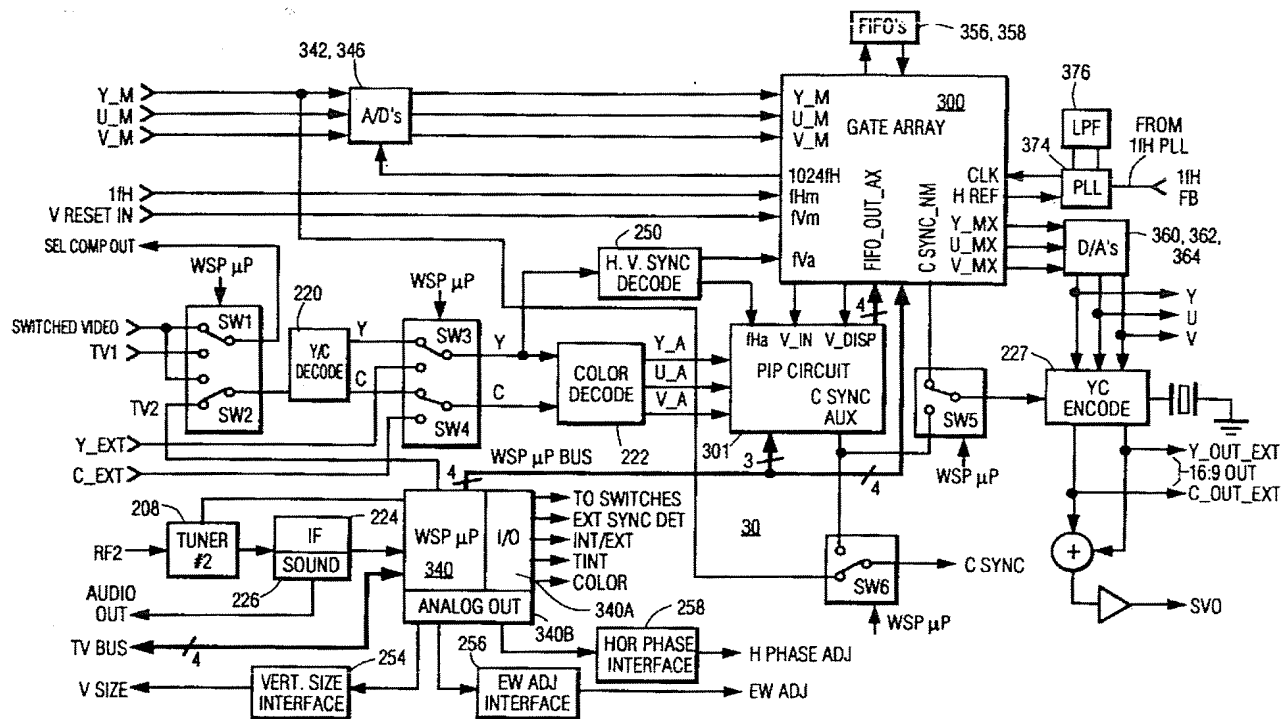 FIFO's
356, 358
342, 346
Y_M
U_M
V_M
A/D's
Y_M
U_M
V_M
300
GATE ARRAY
376
LPF
FROM
1fH PLL
374
PLL
1fH
FB
1024fH
fHm
fVm
fVa
FIFO_OUT_AX
C SYNC_NM
CLK
H REF
Y_MX
U_MX
V_MX
D/A's
360, 362,
364
1fH
V RESET IN
SEL COMP OUT
WSP µP
220
WSP µP
250
H. V. SYNC
DECODE
SWITCHED VIDEO
TV1
TV2
SW1
SW2
Y/C
DECODE
Y
C
SW3
SW4
Y
C
COLOR
DECODE
222
Y_A
U_A
V_A
4
fHa
V_IN
V_DISP
PIP CIRCUIT
C SYNC
AUX
301
SW5
WSP µP
Y
U
V
227
YC
ENCODE
Y_OUT_EXT
16:9 OUT
C_OUT_EXT
Y_EXT
C_EXT
4
WSP µP BUS
3
4
208
RF2
TUNER
#2
224
IF
SOUND
226
WSP µP
340
I/O
ANALOG OUT
340A
340B
TO SWITCHES
EXT SYNC DET
INT/EXT
TINT
COLOR
30
SW6
WSP µP
C SYNC
+
SVO
AUDIO
OUT
TV BUS
4
254
V SIZE
VERT. SIZE
INTERFACE
256
EW ADJ
INTERFACE
EW ADJ
258
HOR PHASE
INTERFACE
H PHASE ADJ